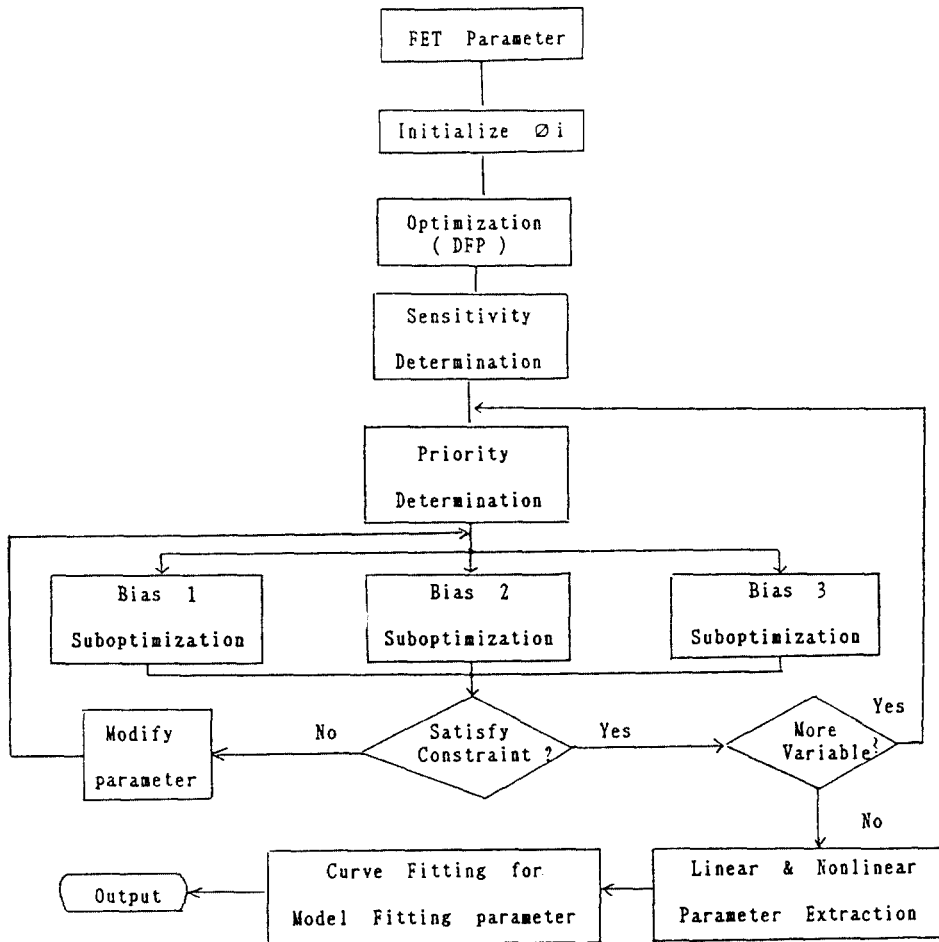 FET Parameter
Initialize Øi
Optimization
( DFP )
Sensitivity
Determination
Priority
Determination
Bias 1
Suboptimization
Bias 2
Suboptimization
Bias 3
Suboptimization
Modify
parameter
No
Satisfy
Constraint ?
Yes
More
Variable?
Yes
No
Output
Curve Fitting for
Model Fitting parameter
Linear & Nonlinear
Parameter Extraction